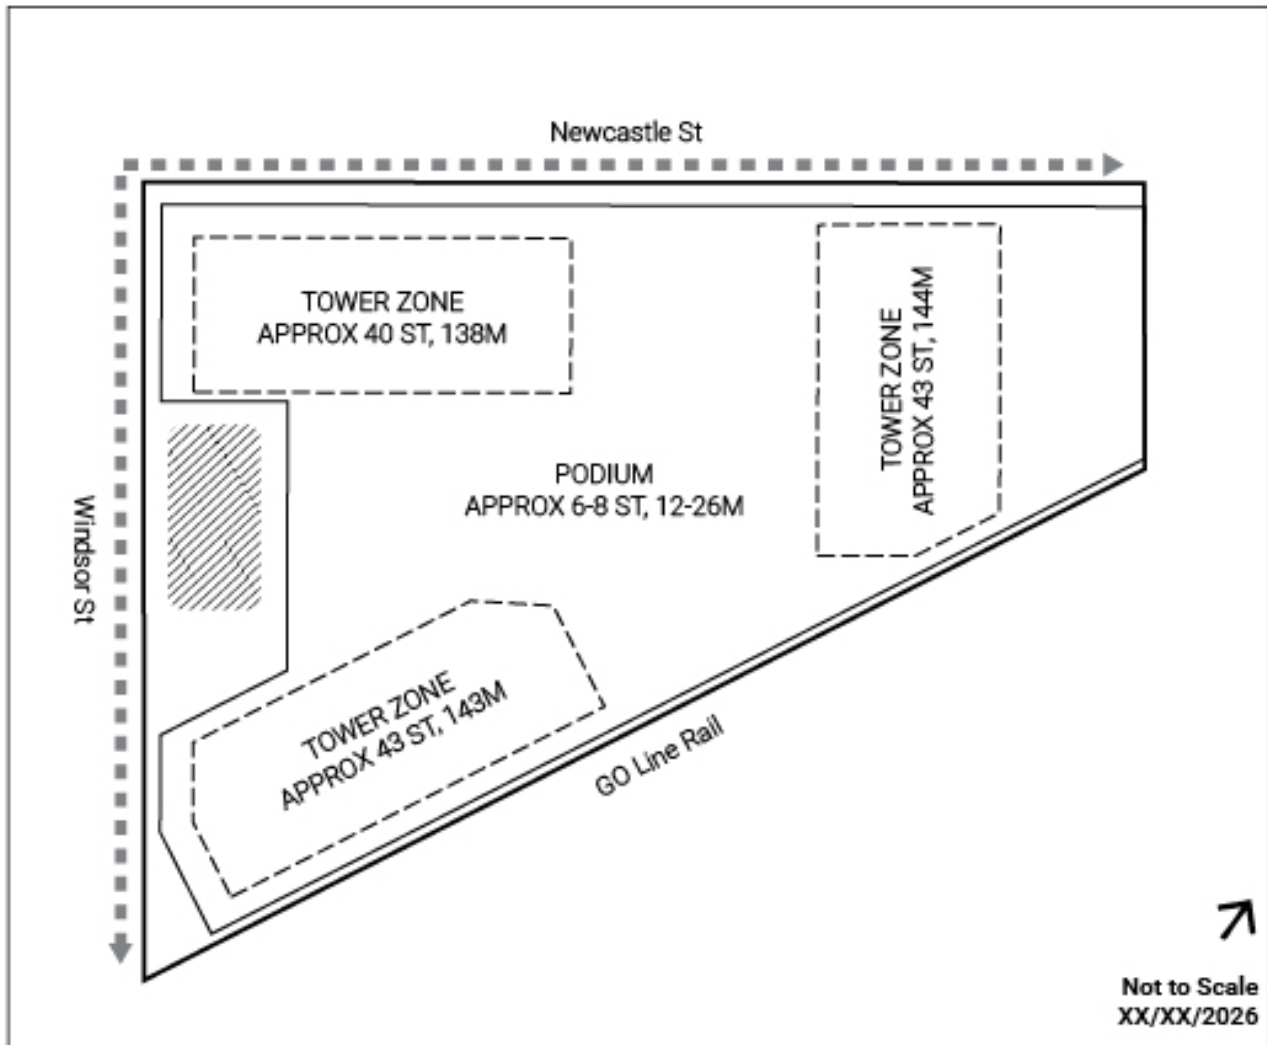 Newcastle St
TOWER ZONE
APPROX 40 ST, 138M
TOWER ZONE
APPROX 43 ST, 144M
PODIUM
APPROX 6-8 ST, 12-26M
Windsor St
TOWER ZONE
APPROX 43 ST, 143M
GO Line Rail
Not to Scale
XX/XX/2026